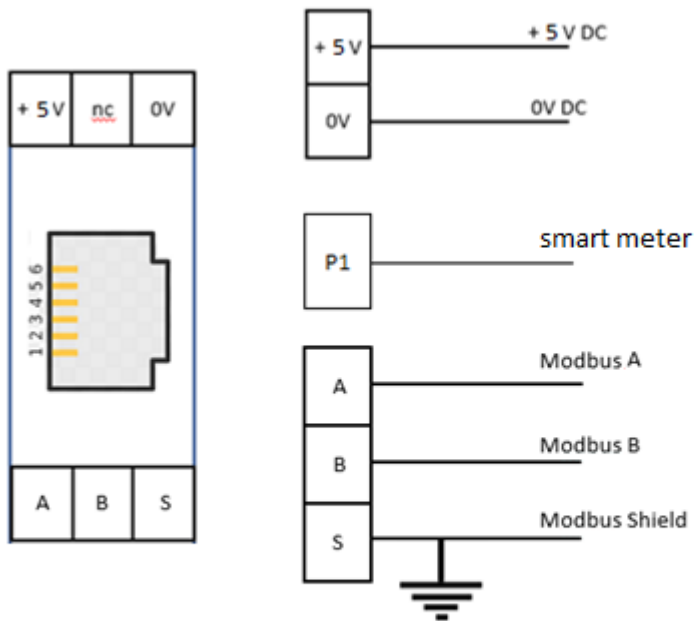 + 5 V nc 0V
6
5
4
3
2
1
A B S
+ 5 V
+ 5 V DC
0V
0V DC
P1
smart meter
A
Modbus A
B
Modbus B
S
Modbus Shield